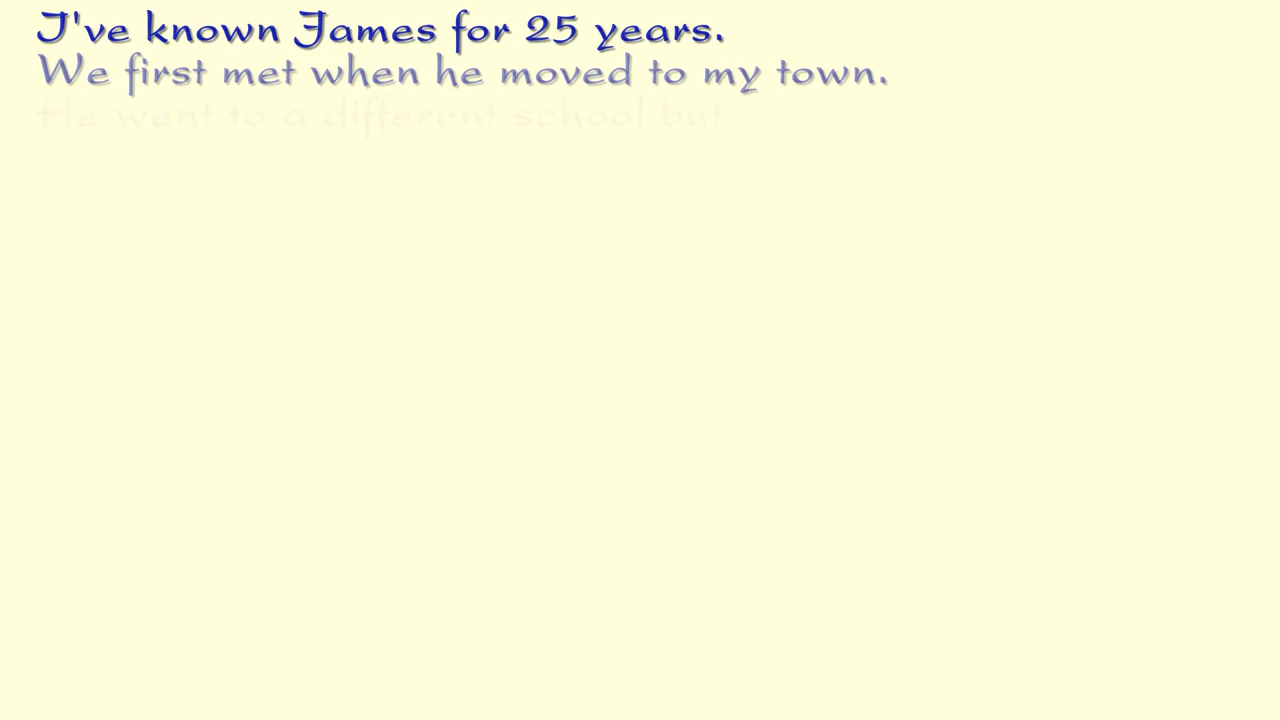 I've known James for 25 years.
We first met when he moved to my town.
He went to a different school but